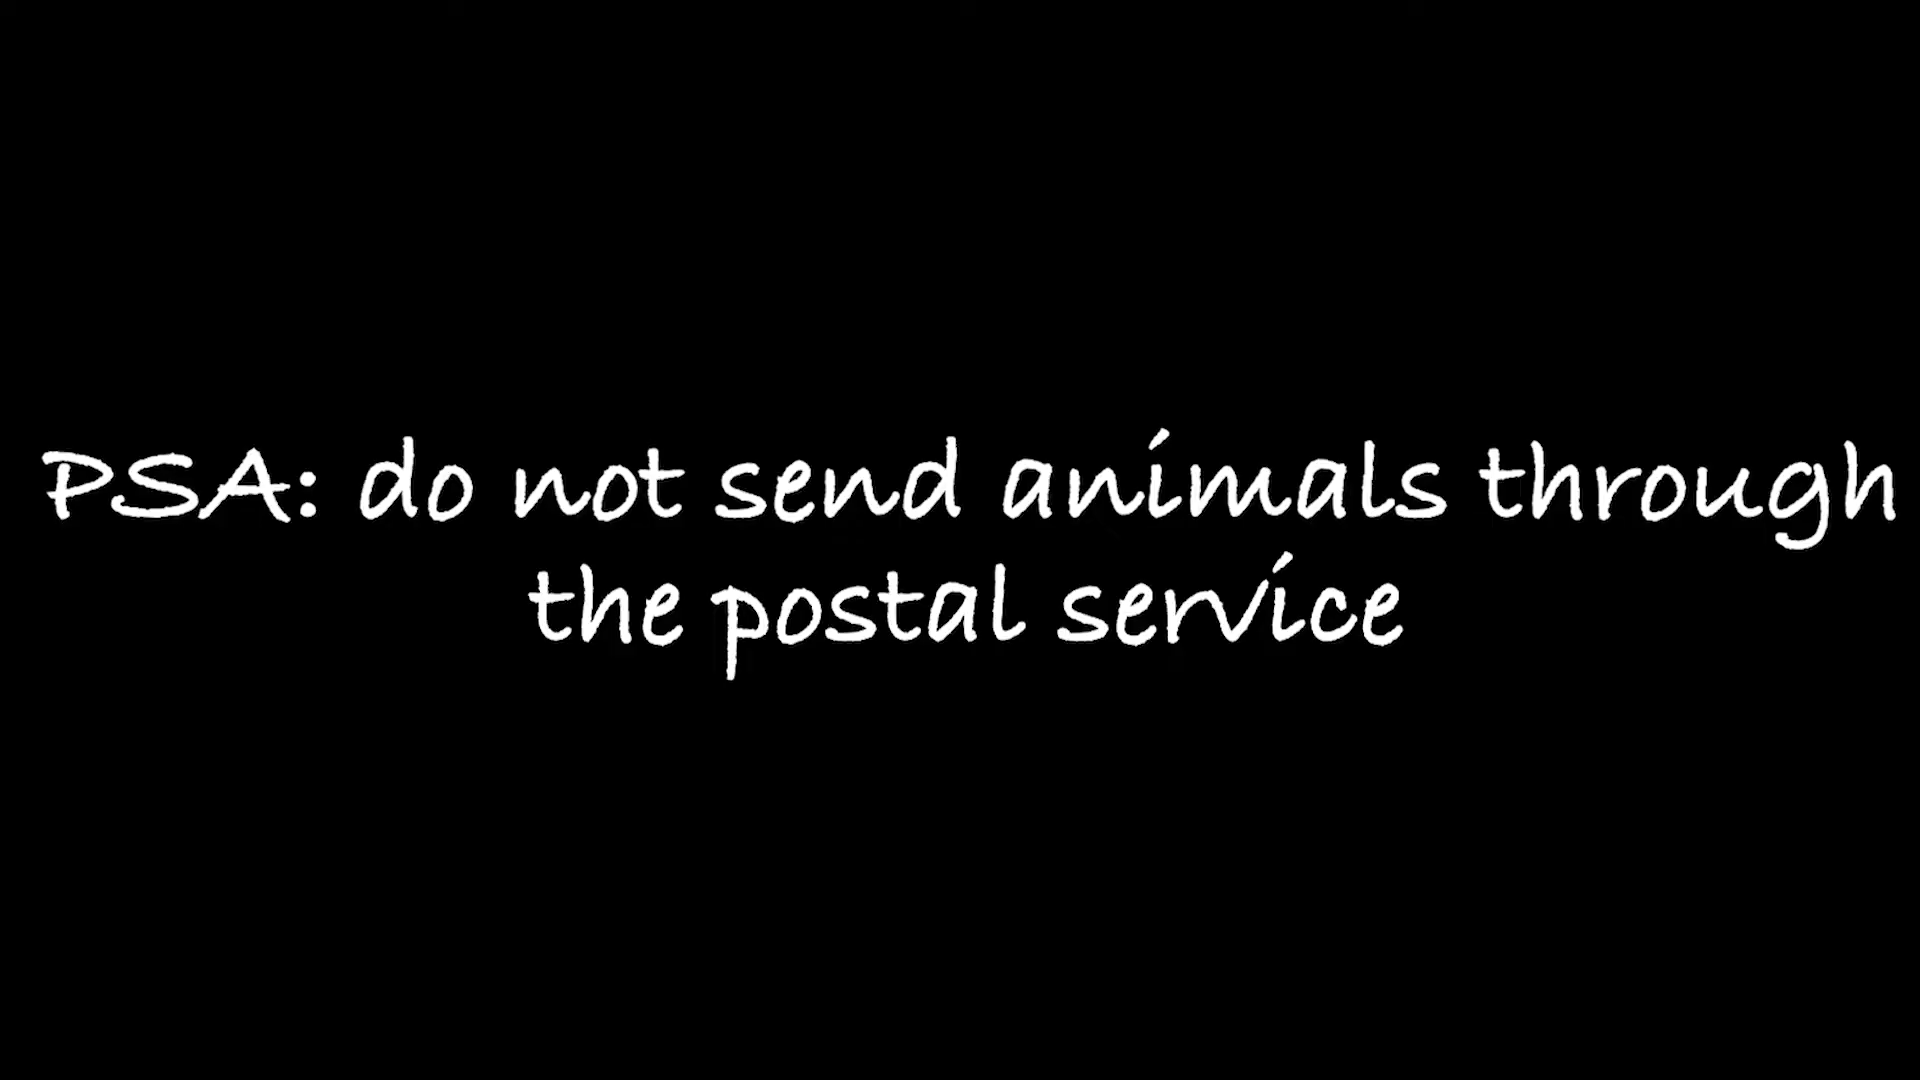 PSA: do not send animals through
the postal service